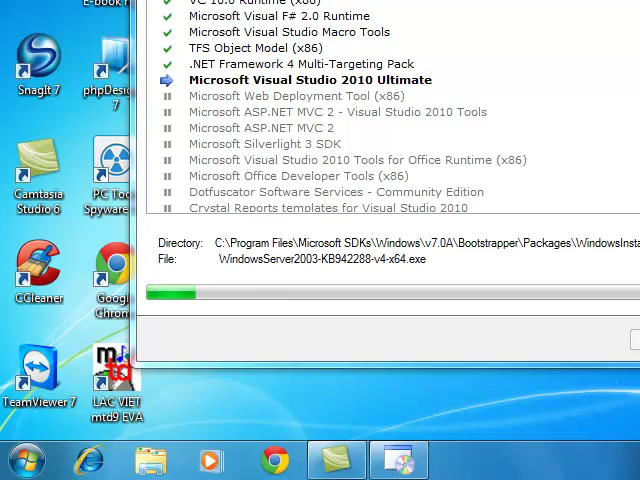 E-book R
SnagIt 7
phpDesig
7
Camtasia
Studio 6
PC Too
Spyware
CCleaner
Googl
Chrom
TeamViewer 7
LAC VIET
mtd9 EVA
VC 10.0 Runtime (x86)
Microsoft Visual F# 2.0 Runtime
Microsoft Visual Studio Macro Tools
TFS Object Model (x86)
.NET Framework 4 Multi-Targeting Pack
Microsoft Visual Studio 2010 Ultimate
Microsoft Web Deployment Tool (x86)
Microsoft ASP.NET MVC 2 - Visual Studio 2010 Tools
Microsoft ASP.NET MVC 2
Microsoft Silverlight 3 SDK
Microsoft Visual Studio 2010 Tools for Office Runtime (x86)
Microsoft Office Developer Tools (x86)
Dotfuscator Software Services - Community Edition
Crystal Reports templates for Visual Studio 2010
Directory: C:\Program Files\Microsoft SDKs\Windows\v7.0A\Bootstrapper\Packages\WindowsInsta
File: WindowsServer2003-KB942288-v4-x64.exe